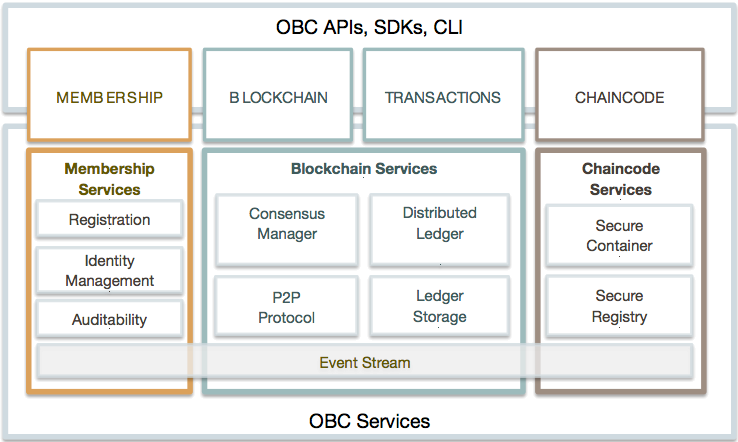 OBC APIs, SDKs, CLI
MEMBERSHIP
BLOCKCHAIN
TRANSACTIONS
CHAINCODE
Membership
Services
Registration
Identity
Management
Auditability
Blockchain Services
Consensus
Manager
Distributed
Ledger
P2P
Protocol
Ledger
Storage
Chaincode
Services
Secure
Container
Secure
Registry
Event Stream
OBC Services